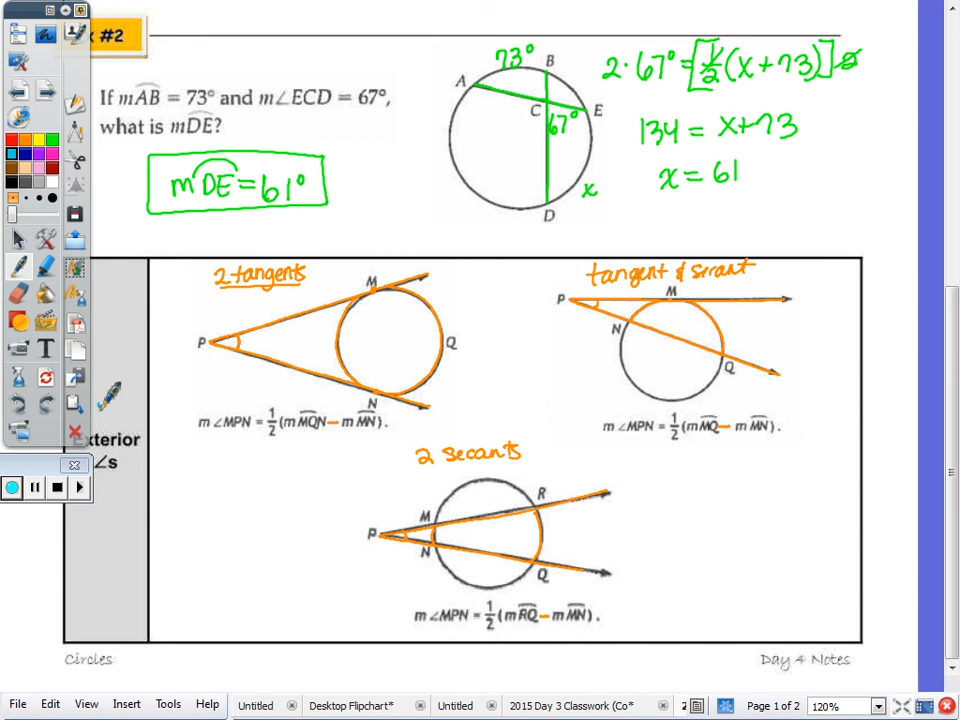 #2
If mAB = 73° and m∠ECD = 67°,
what is mDE?
mDE = 61°
73°
A
B
C
E
67°
x
D
2·67° = [1/2(x+73)]·2
134 = x+73
x = 61
2 tangents
P
M
Q
N
m∠MPN = 1/2(mMQN − mMN).
tangent & secant
P
M
N
Q
m∠MPN = 1/2(mMQ − mMN).
Exterior
∠s
2 secants
P
M
R
N
Q
m∠MPN = 1/2(mRQ − mMN).
Circles
Day 4 Notes
File Edit View Insert Tools Help
Untitled
Desktop Flipchart*
Untitled
2015 Day 3 Classwork (Co*
2
Page 1 of 2
120%